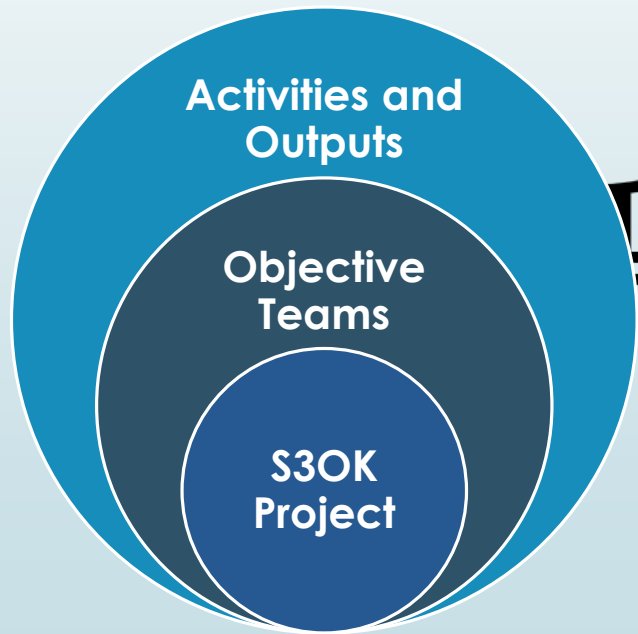 Activities and
Outputs
Objective
Teams
S3OK
Project